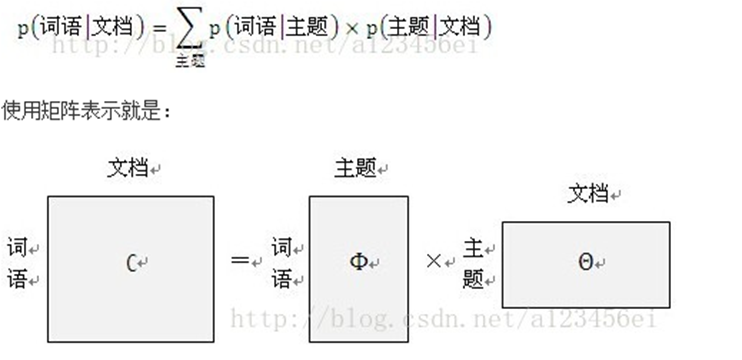 p(词语|文档)=∑p(词语|主题)×p(主题|文档)
主题
http://blog.csdn.net/a123456ei
使用矩阵表示就是：
文档
主题
文档
词语
C
=
词语
Φ
×
主题
Θ
http://blog.csdn.net/a123456ei